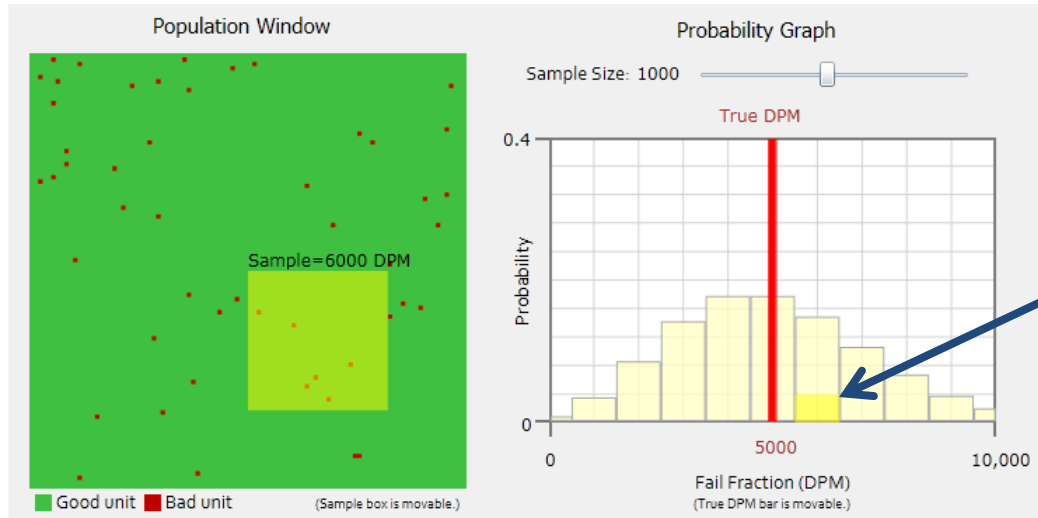 Population Window
Sample=6000 DPM
Good unit Bad unit (Sample box is movable.)
Probability Graph
Sample Size: 1000
True DPM
0.4
Probability
0
5000
0 10,000
Fail Fraction (DPM)
(True DPM bar is movable.)